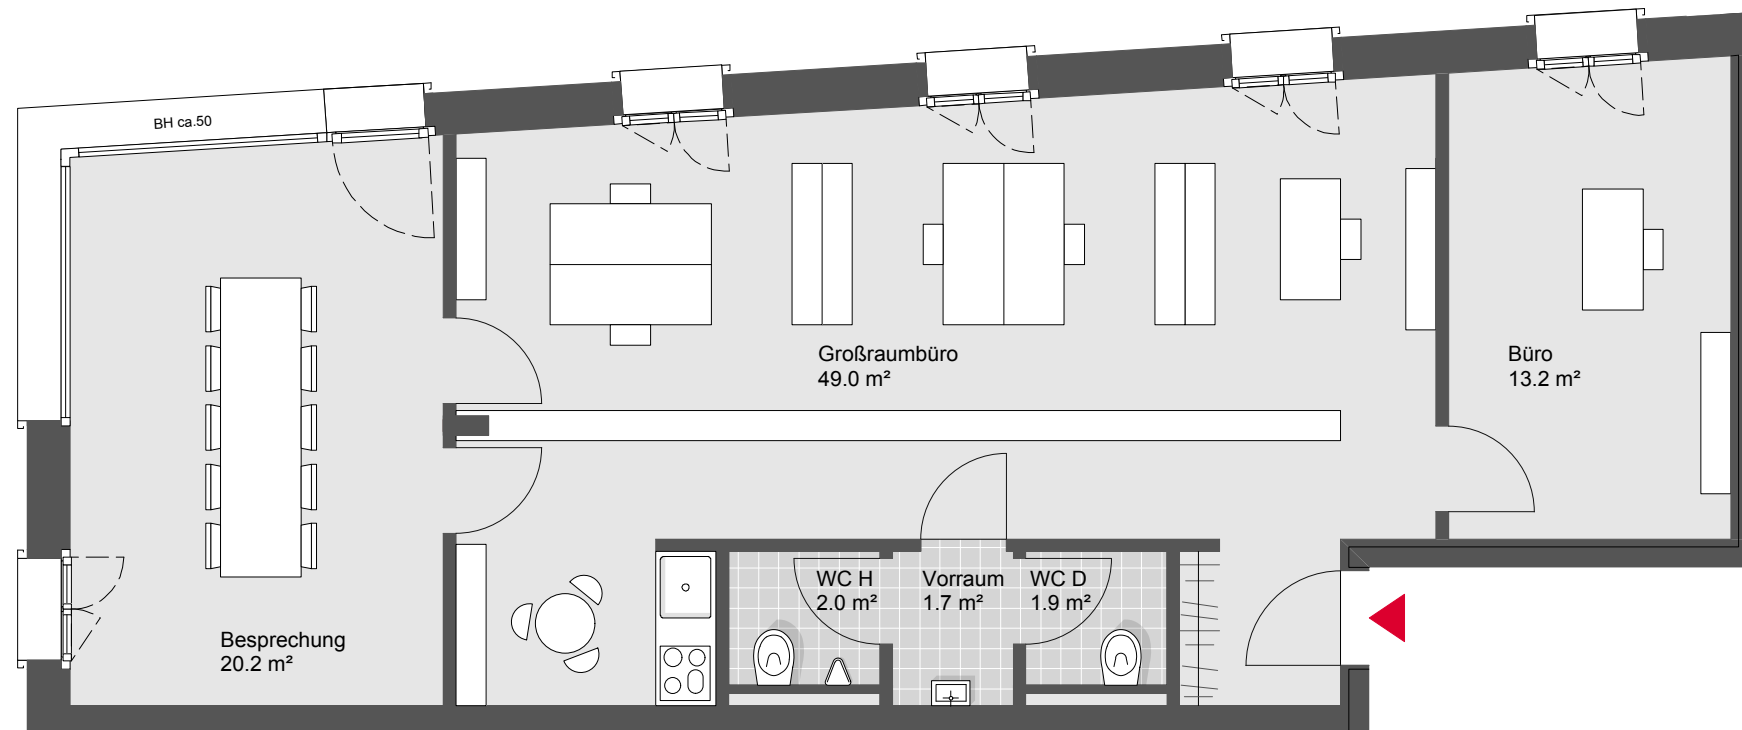 BH ca.50
Großraumbüro
49.0 m²
Büro
13.2 m²
WC H
2.0 m²
Vorraum
1.7 m²
WC D
1.9 m²
Besprechung
20.2 m²